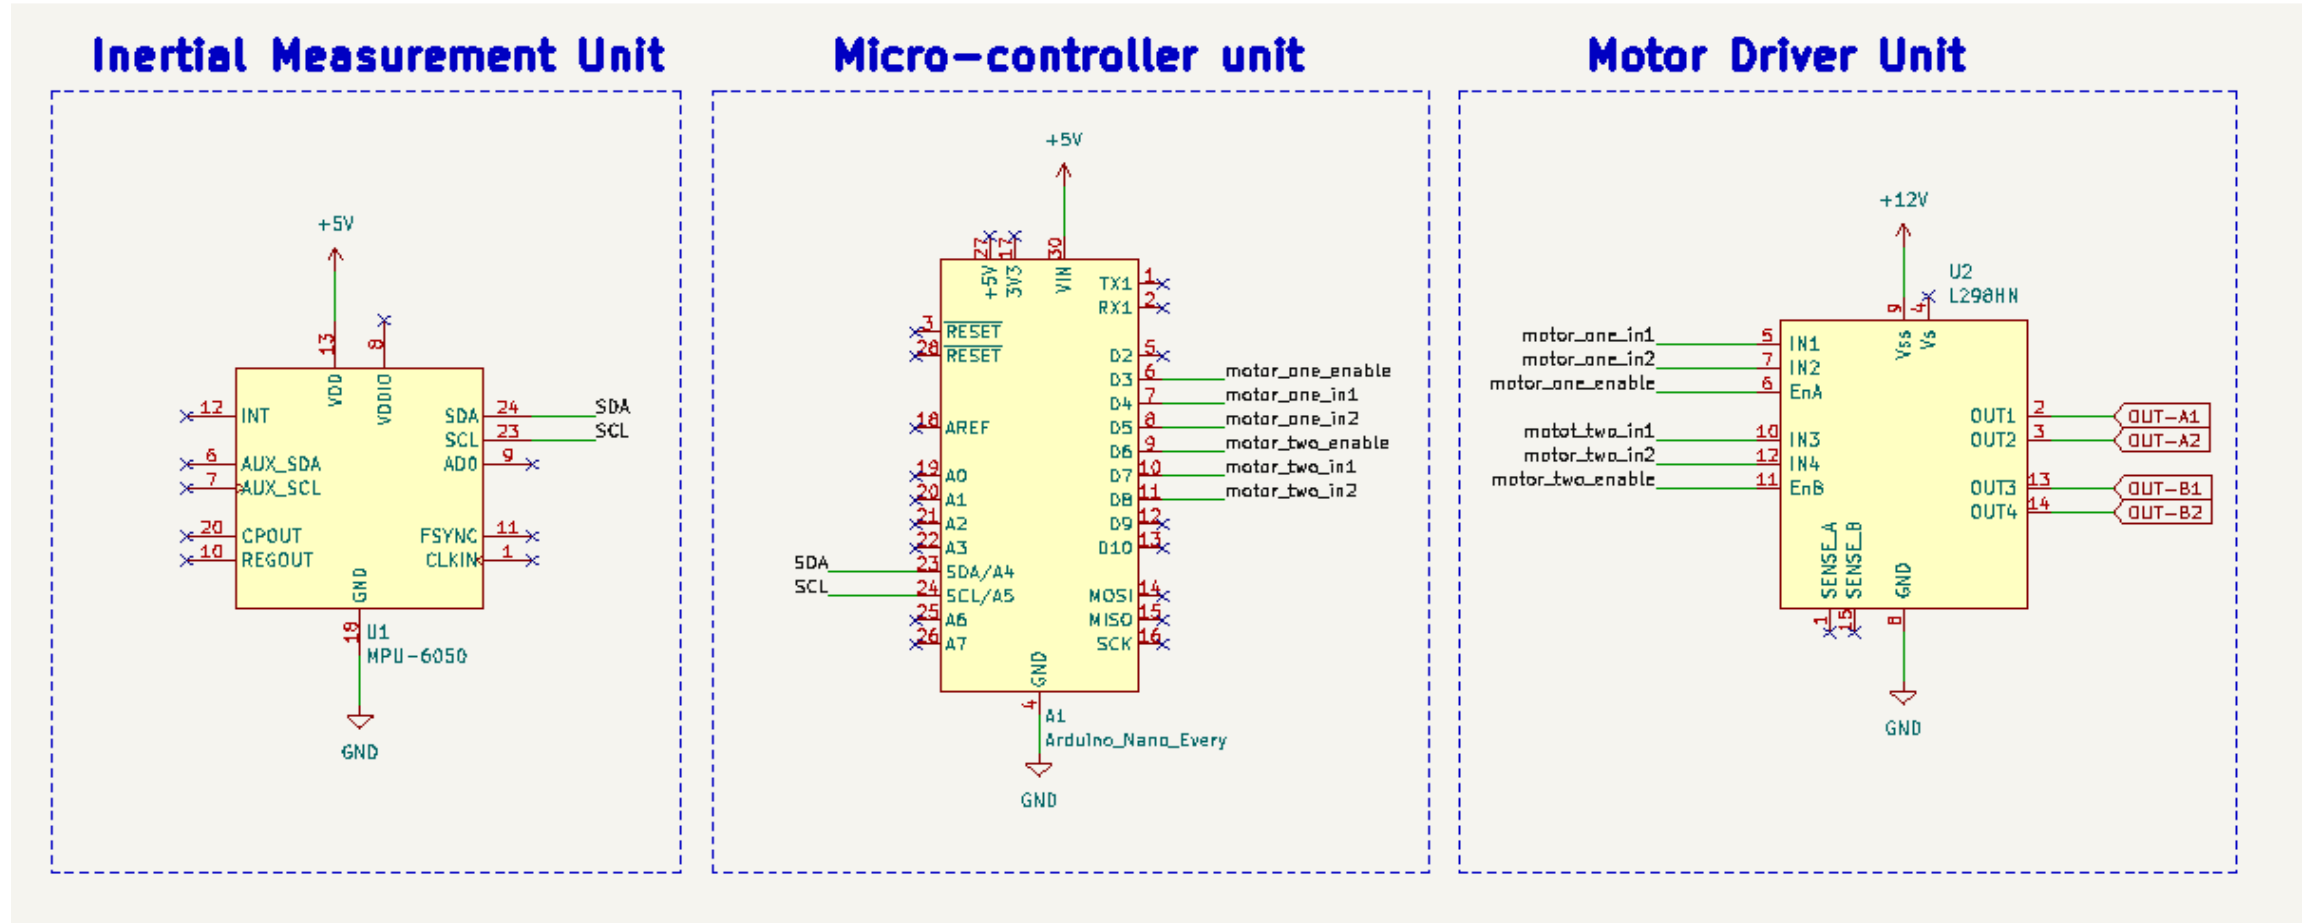 Inertial Measurement Unit
+5V
13
8
VDD
VDDIO
12 INT
SDA 24 SDA
SCL 23 SCL
6 AUX_SDA
AD0 9
7 AUX_SCL
20 CPOUT
FSYNC 11
10 REGOUT
CLKIN 1
GND
18
U1
MPU-6050
GND
Micro-controller unit
+5V
27
17
30
+5V
3V3
VIN
TX1 1
RX1 2
3 RESET
28 RESET
D2 5
D3 6 motor_one_enable
D4 7 motor_one_in1
18 AREF
D5 8 motor_one_in2
D6 9 motor_two_enable
19 A0
D7 10 motor_two_in1
20 A1
D8 11 motor_two_in2
21 A2
D9 12
22 A3
D10 13
SDA 23 SDA/A4
SCL 24 SCL/A5
MOSI 14
25 A6
MISO 15
26 A7
SCK 16
GND
4
A1
Arduino_Nano_Every
GND
Motor Driver Unit
+12V
U2
L298HN
9
4
Vss
Vs
motor_one_in1 5 IN1
motor_one_in2 7 IN2
motor_one_enable 6 EnA
OUT1 2 OUT-A1
OUT2 3 OUT-A2
motot_two_in1 10 IN3
motor_two_in2 12 IN4
motor_two_enable 11 EnB
OUT3 13 OUT-B1
OUT4 14 OUT-B2
SENSE_A
SENSE_B
GND
1
15
8
GND